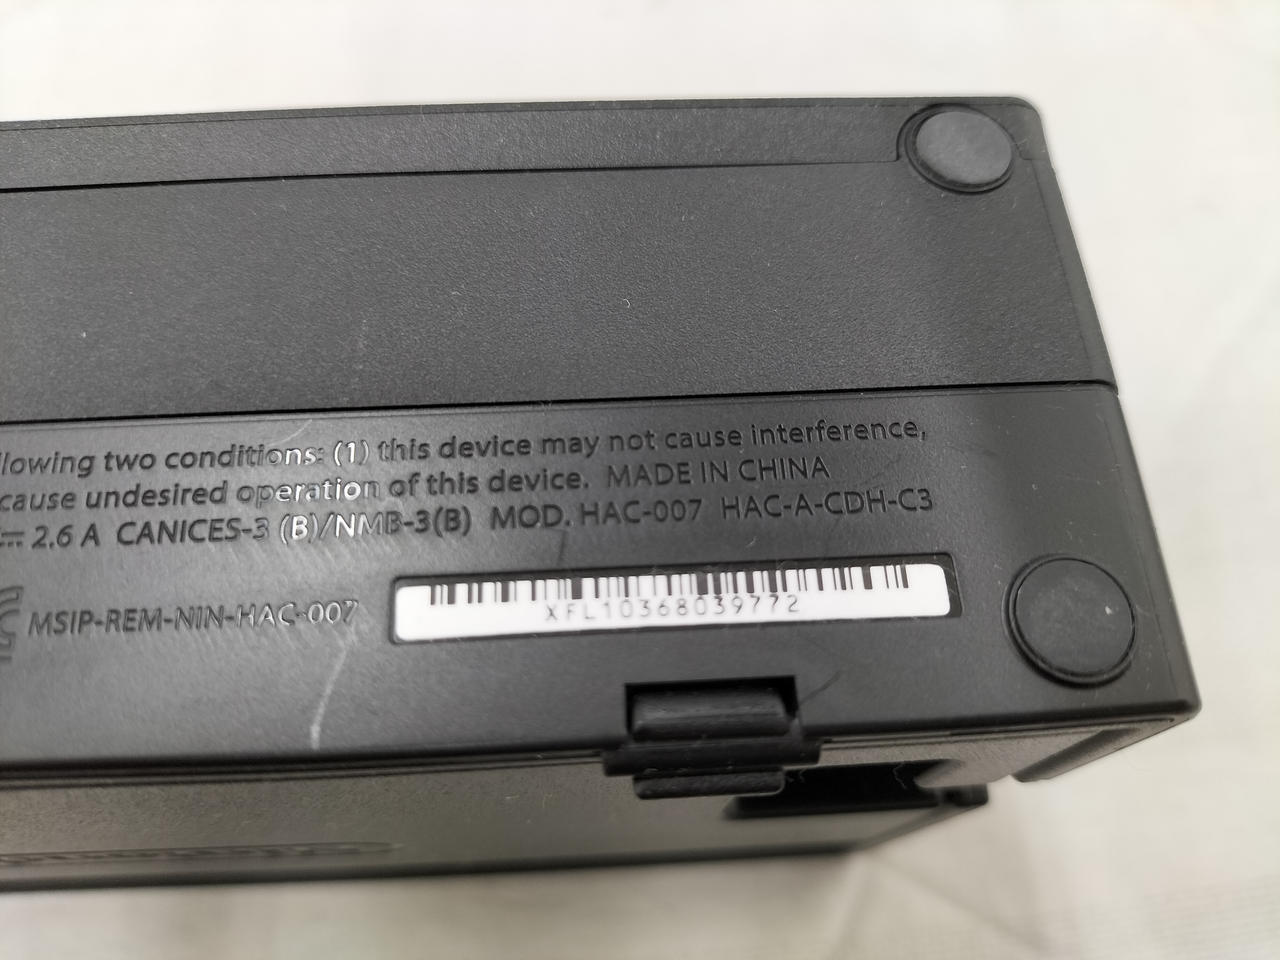 llowing two conditions: (1) this device may not cause interference,
cause undesired operation of this device. MADE IN CHINA
2.6 A CANICES-3 (B)/NMB-3(B) MOD. HAC-007 HAC-A-CDH-C3
MSIP-REM-NIN-HAC-007
XFL10368039772